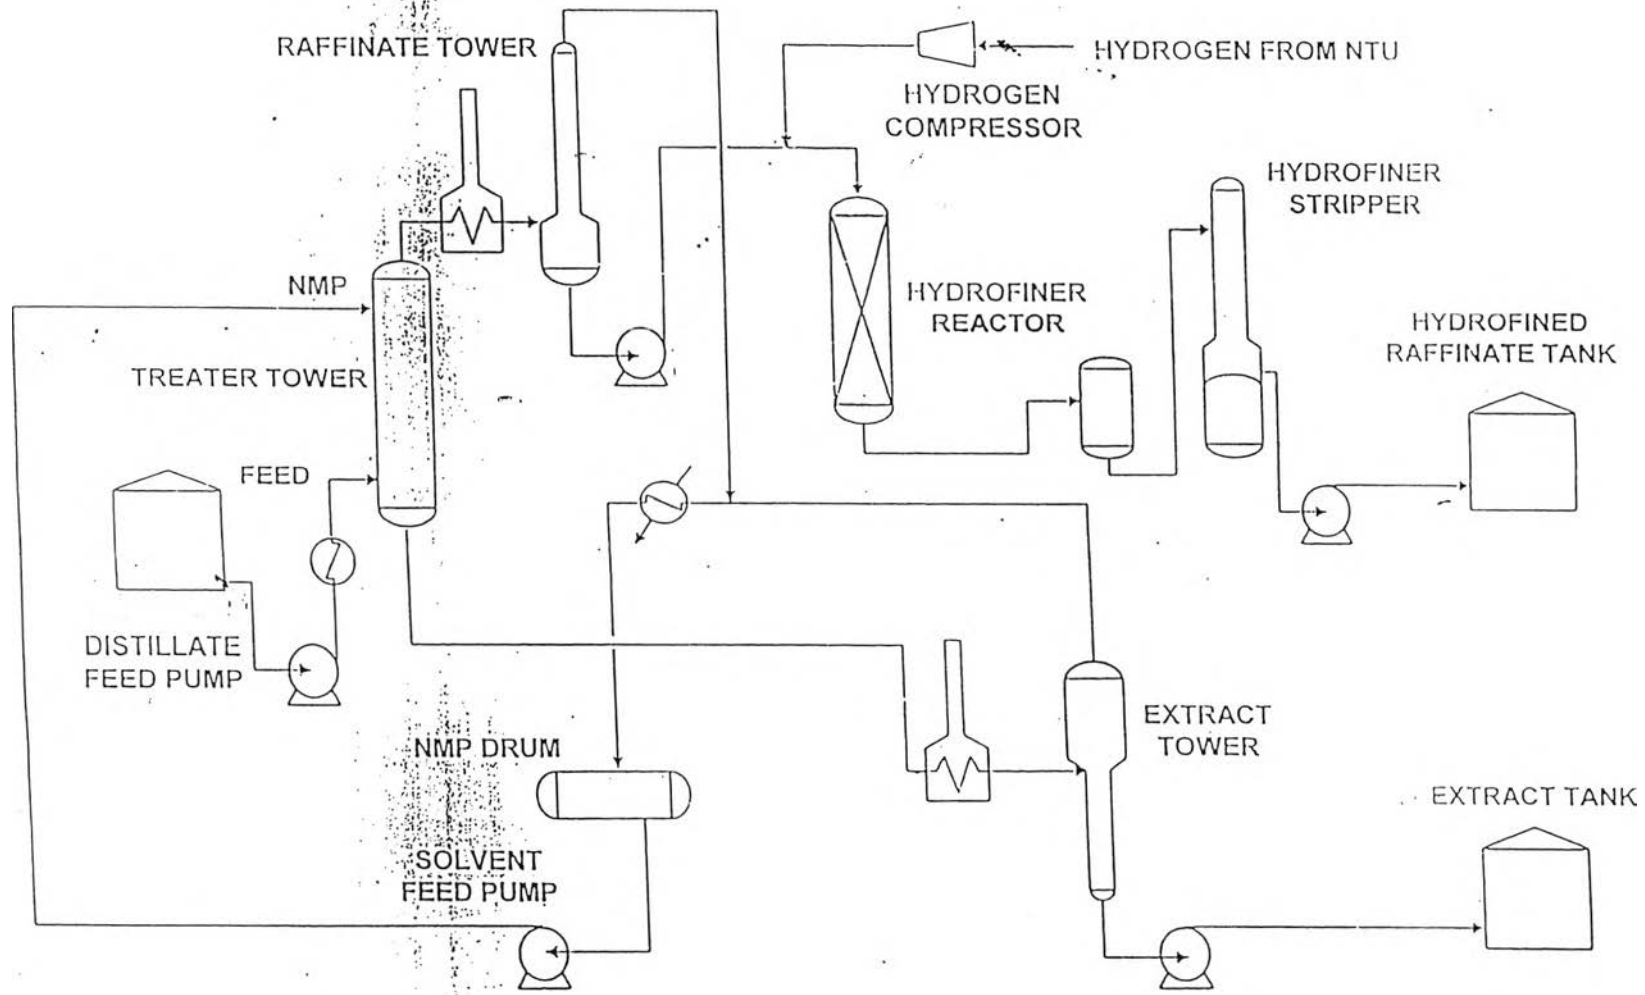 RAFFINATE TOWER
HYDROGEN FROM NTU
HYDROGEN
COMPRESSOR
HYDROFINER
STRIPPER
NMP
HYDROFINER
REACTOR
HYDROFINED
RAFFINATE TANK
TREATER TOWER
FEED
DISTILLATE
FEED PUMP
NMP DRUM
EXTRACT
TOWER
EXTRACT TANK
SOLVENT
FEED PUMP